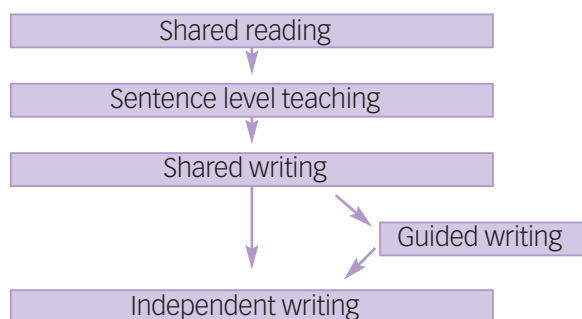 Shared reading
Sentence level teaching
Shared writing
Guided writing
Independent writing